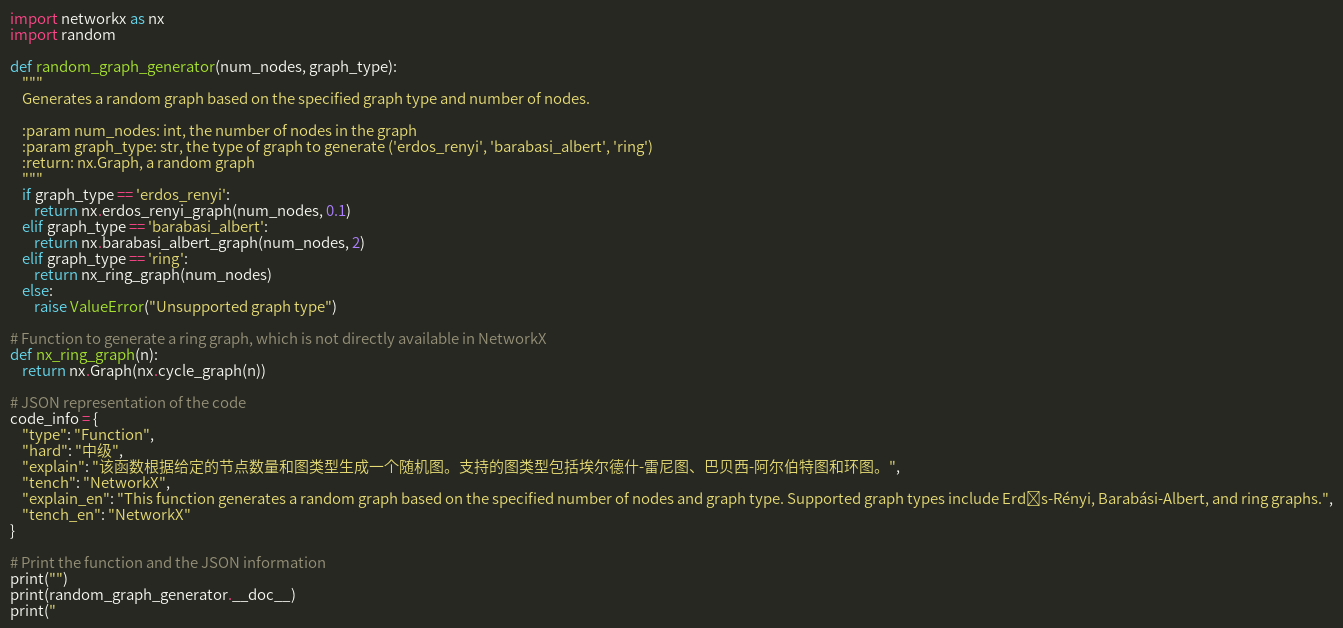 import networkx as nx
import random
def random_graph_generator(num_nodes, graph_type):
"""
Generates a random graph based on the specified graph type and number of nodes.
:param num_nodes: int, the number of nodes in the graph
:param graph_type: str, the type of graph to generate ('erdos_renyi', 'barabasi_albert', 'ring')
:return: nx.Graph, a random graph
"""
if graph_type == 'erdos_renyi':
return nx.erdos_renyi_graph(num_nodes, 0.1)
elif graph_type == 'barabasi_albert':
return nx.barabasi_albert_graph(num_nodes, 2)
elif graph_type == 'ring':
return nx_ring_graph(num_nodes)
else:
raise ValueError("Unsupported graph type")
# Function to generate a ring graph, which is not directly available in NetworkX
def nx_ring_graph(n):
return nx.Graph(nx.cycle_graph(n))
# JSON representation of the code
code_info = {
"type": "Function",
"hard": "中级",
"explain": "该函数根据给定的节点数量和图类型生成一个随机图。支持的图类型包括埃尔德什-雷尼图、巴贝西-阿尔伯特图和环图。",
"tench": "NetworkX",
"explain_en": "This function generates a random graph based on the specified number of nodes and graph type. Supported graph types include Erd□s-Rényi, Barabási-Albert, and ring graphs.",
"tench_en": "NetworkX"
}
# Print the function and the JSON information
print("")
print(random_graph_generator.__doc__)
print("